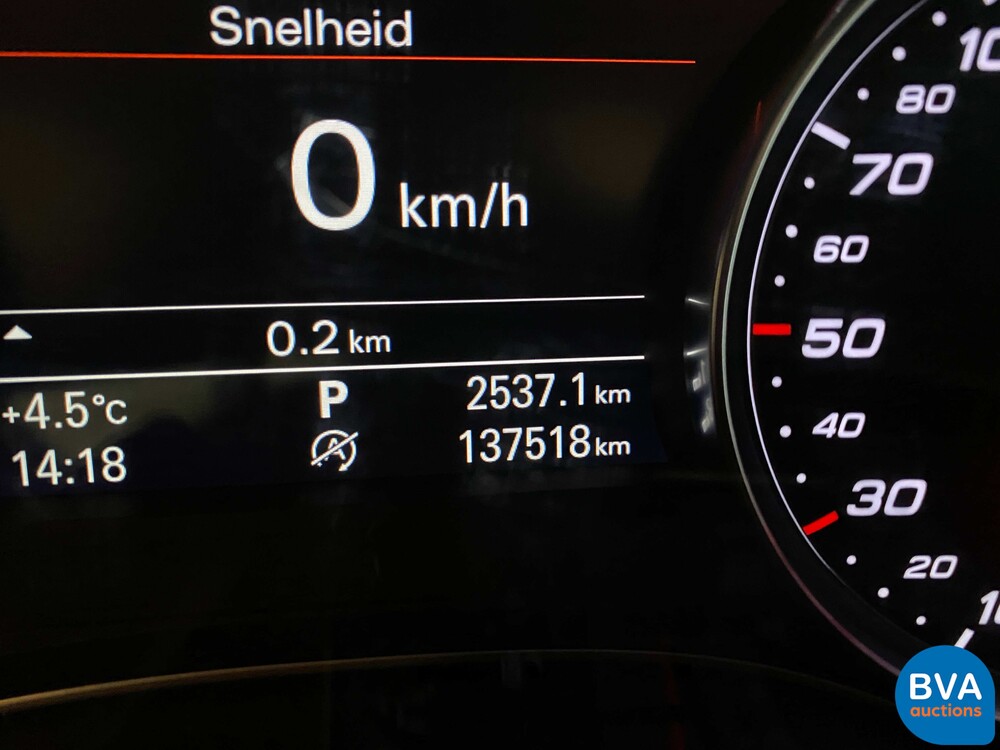 Snelheid
0 km/h
0.2 km
+4.5°C P 2537.1 km
14:18 A 137518 km
80
70
60
50
40
30
20
BVA
auctions